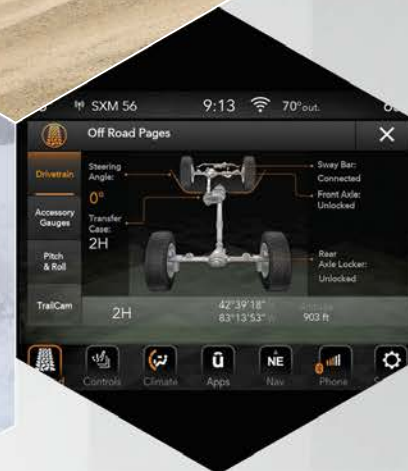 SXM 56 9:13 70°out.
Off Road Pages
Drivetrain
Accessory
Gauges
Pitch
& Roll
TrailCam
Steering
Angle:
0°
Transfer
Case:
2H
Sway Bar:
Connected
Front Axle:
Unlocked
Rear
Axle Locker:
Unlocked
2H
42°39'18"
83°13'53"
903 ft
Controls
Climate
ü
Apps
NE
Nav
Phone